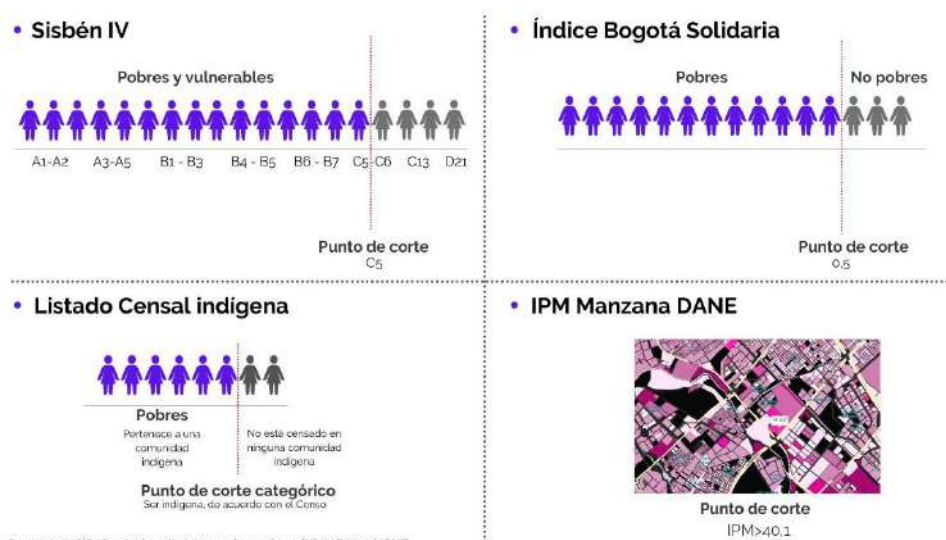 • Sisbén IV
Pobres y vulnerables
A1-A2 A3-A5 B1 - B3 B4 - B5 B6 - B7 C5-C6 C13 D21
Punto de corte
C5
• Índice Bogotá Solidaria
Pobres No pobres
Punto de corte
0,5
• Listado Censal indígena
Pobres
Pertenece a una
comunidad
indígena
No está censado en
ninguna comunidad
indígena
Punto de corte categórico
Ser indígena, de acuerdo con el Censo
• IPM Manzana DANE
Punto de corte
IPM>40,1